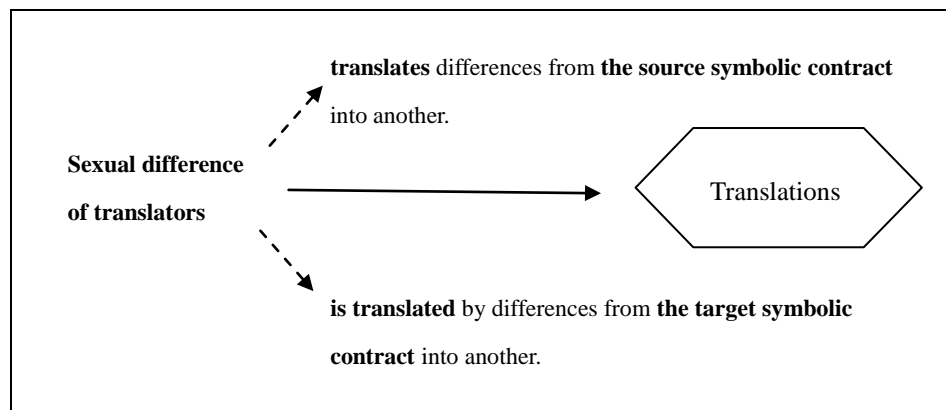 translates differences from the source symbolic contract
into another.
Sexual difference
of translators
Translations
is translated by differences from the target symbolic
contract into another.